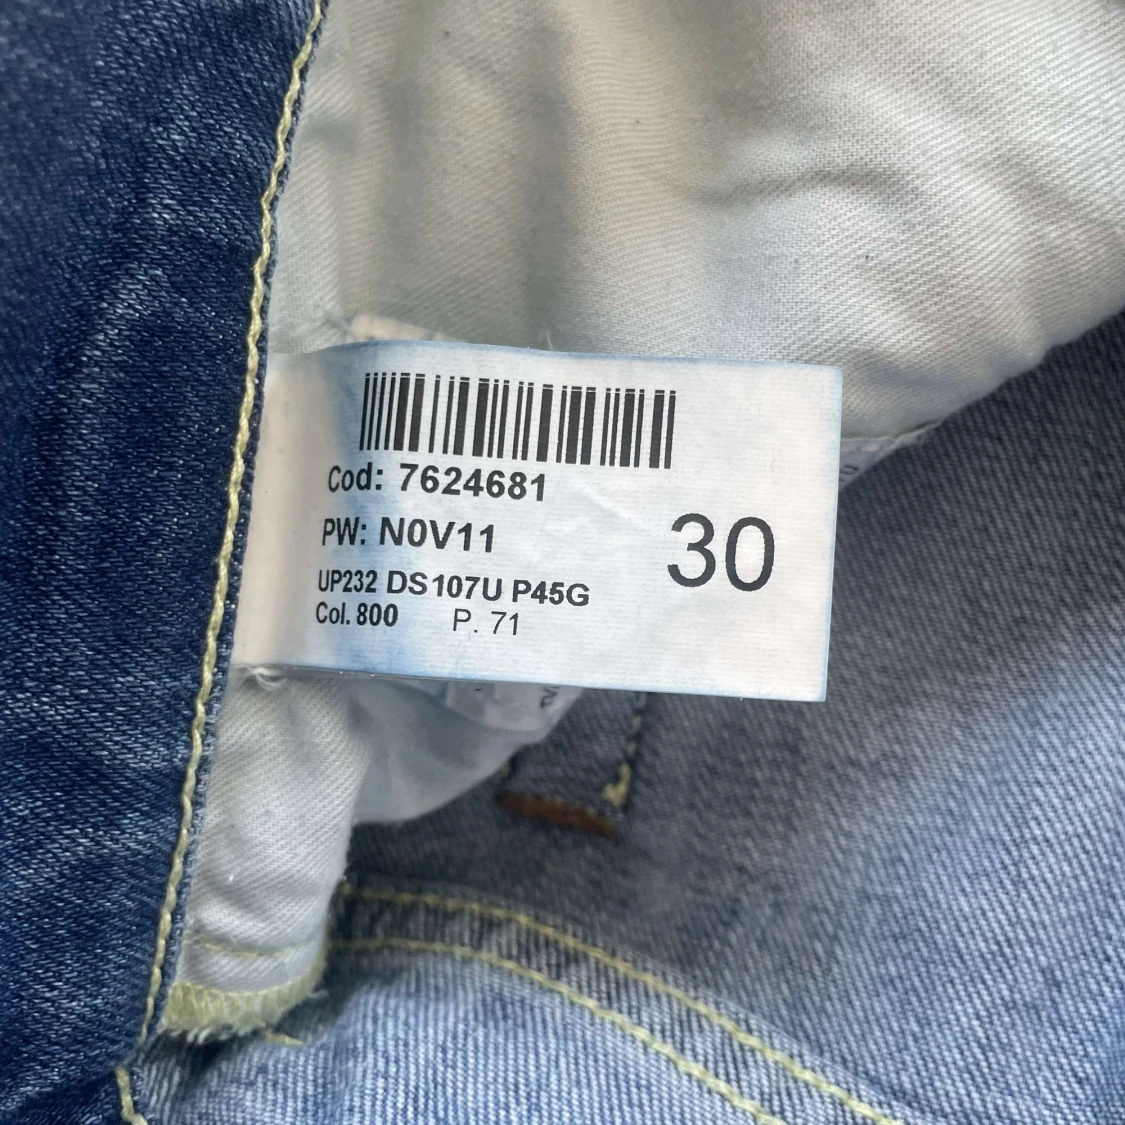 Cod: 7624681
PW: N0V11
30
UP232 DS107U P45G
Col. 800 P. 71